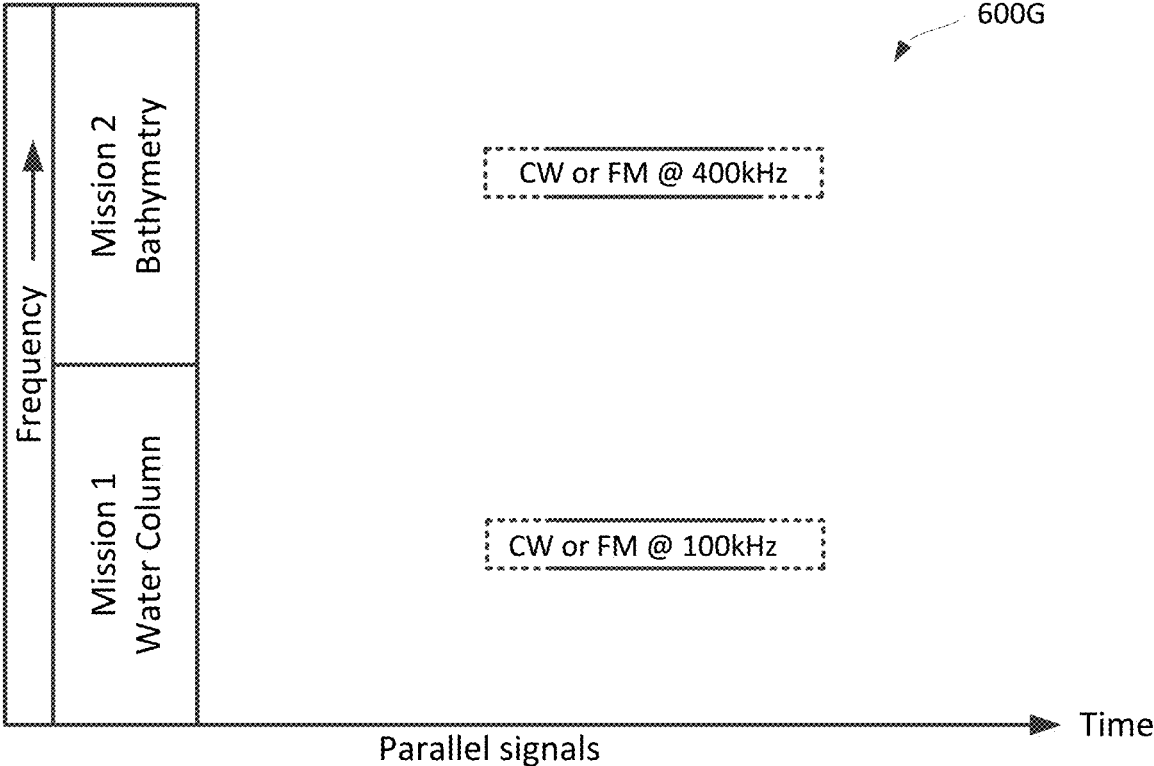 600G
Frequency
Mission 2
Bathymetry
CW or FM @ 400kHz
Mission 1
Water Column
CW or FM @ 100kHz
Time
Parallel signals